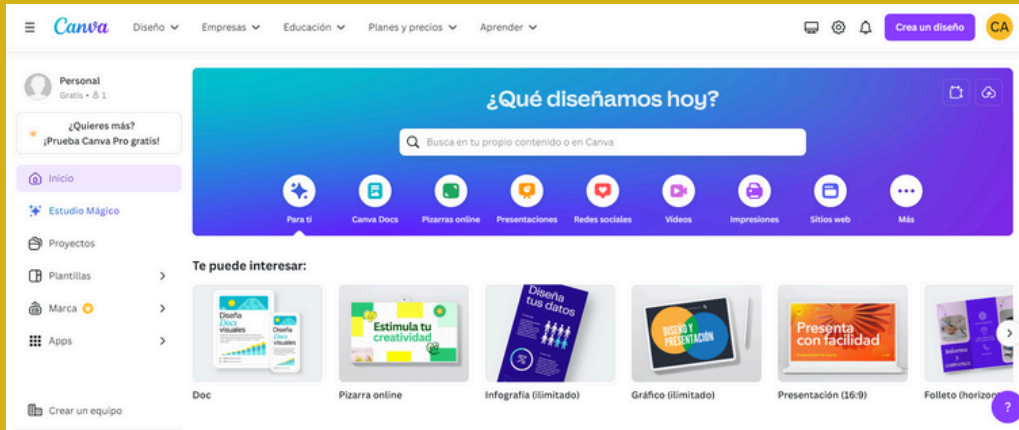 Canva
Diseño
Empresas
Educación
Planes y precios
Aprender
Crea un diseño
CA
Personal
Gratis • 1
¿Quieres más?
¡Prueba Canva Pro gratis!
Inicio
Estudio Mágico
Proyectos
Plantillas
Marca
Apps
Crear un equipo
¿Qué diseñamos hoy?
Busca en tu propio contenido o en Canva
Para ti
Canva Docs
Pizarras online
Presentaciones
Redes sociales
Vídeos
Impresiones
Sitios web
Más
Te puede interesar:
Diseña
Docs
visuales
Diseña
Docs
visuales
Estimula tu
creatividad
Diseña
tus datos
DISEÑO Y
PRESENTACIÓN
Presenta
con facilidad
Informa
y
convence
Doc
Pizarra online
Infografía (ilimitado)
Gráfico (ilimitado)
Presentación (16:9)
Folleto (horizon
?